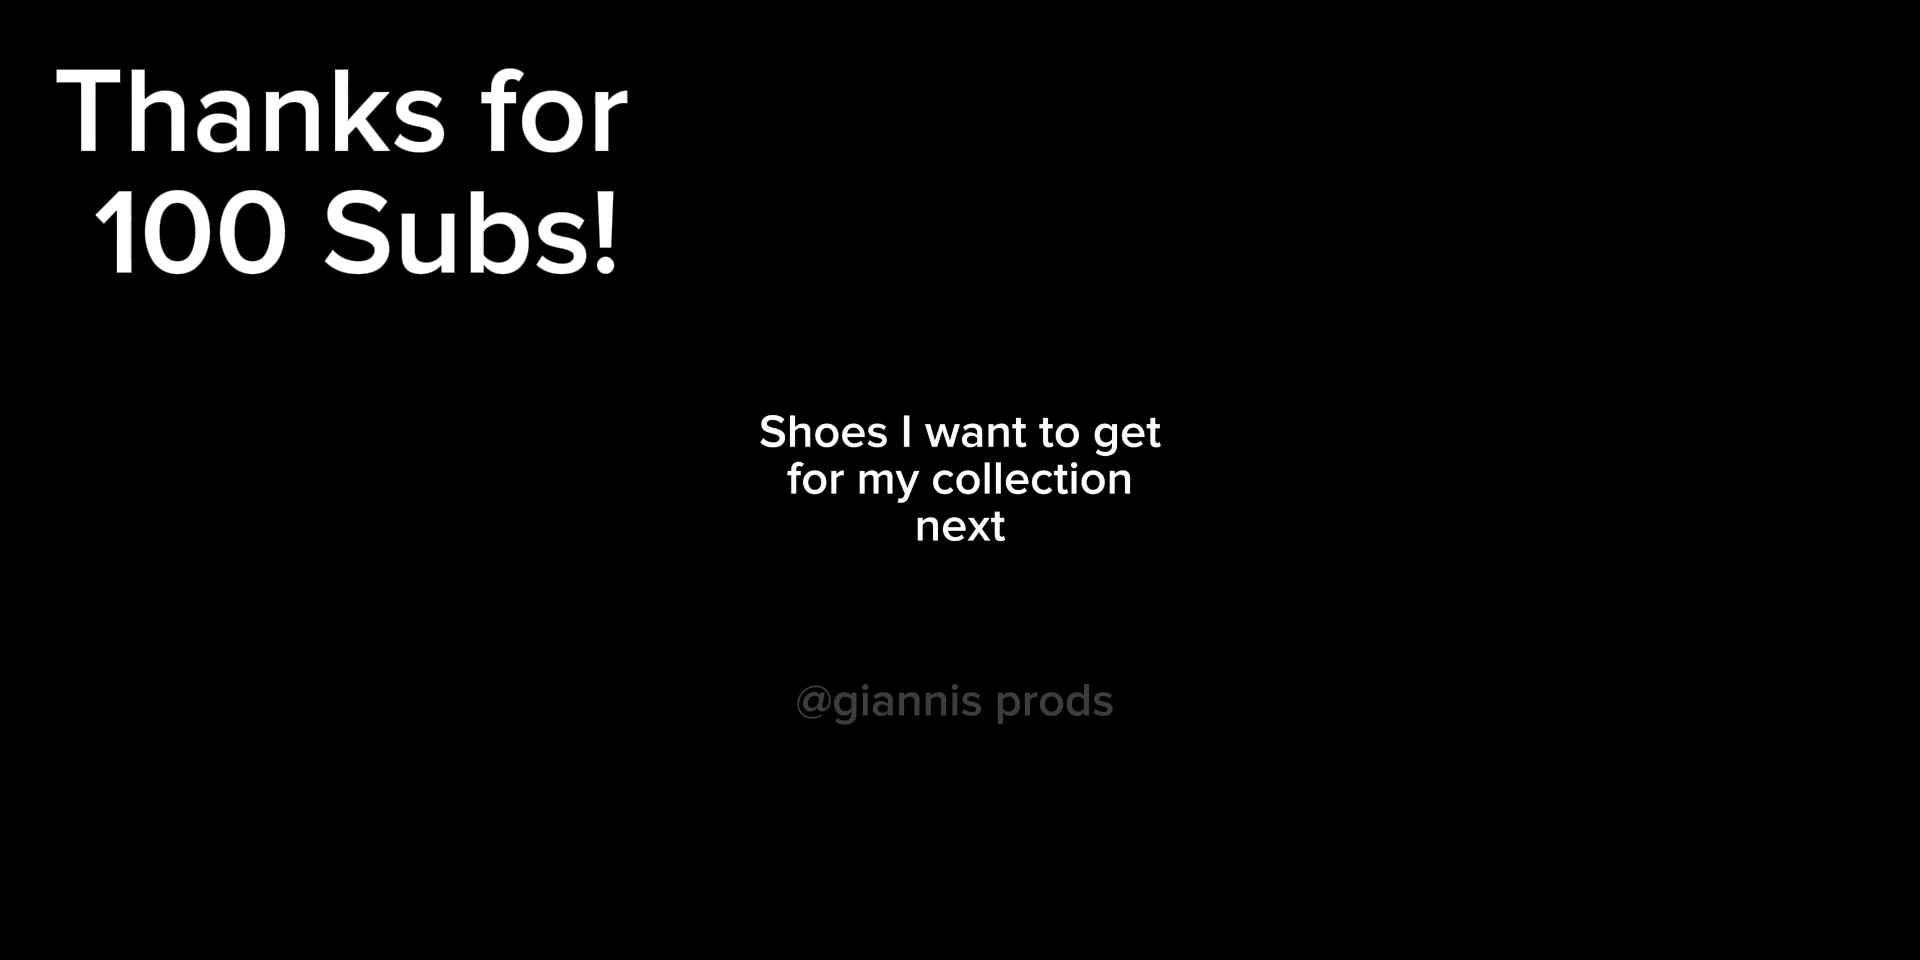 Thanks for
100 Subs!
Shoes I want to get
for my collection
next
@giannis prods